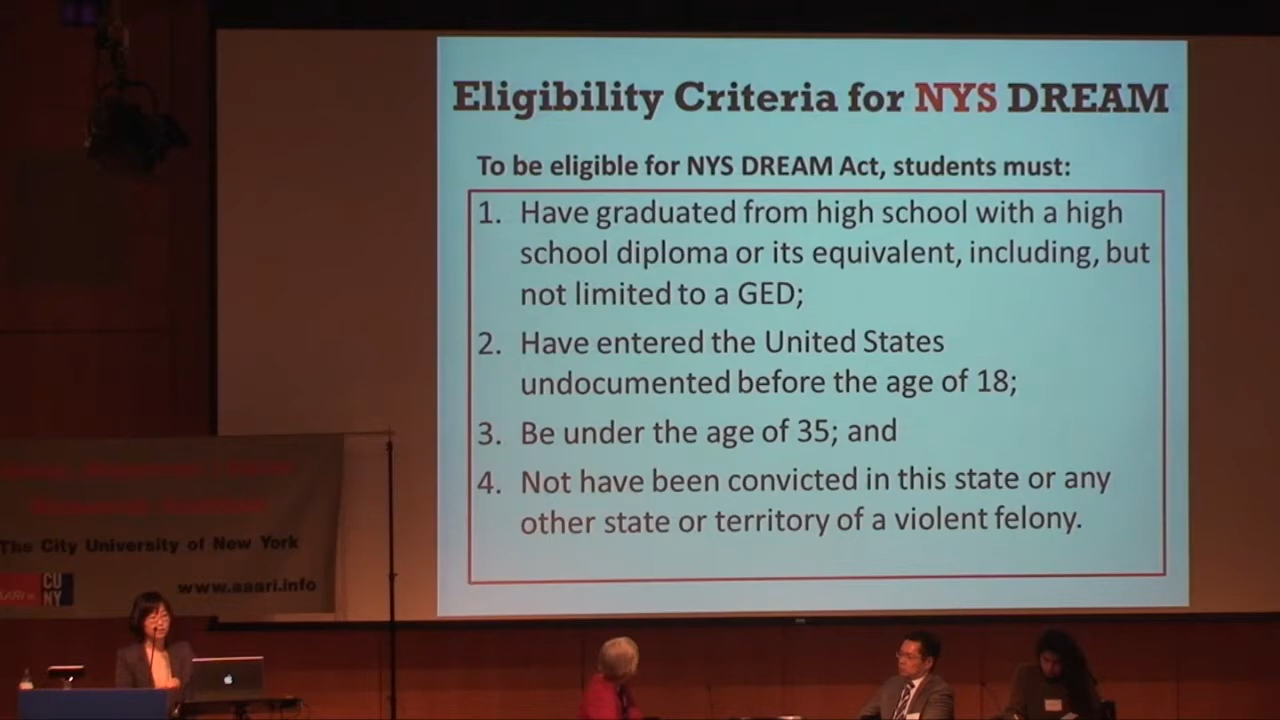 Eligibility Criteria for NYS DREAM
To be eligible for NYS DREAM Act, students must:
1. Have graduated from high school with a high
school diploma or its equivalent, including, but
not limited to a GED;
2. Have entered the United States
undocumented before the age of 18;
3. Be under the age of 35; and
4. Not have been convicted in this state or any
other state or territory of a violent felony.
The City University of New York
CU
NY
www.aaari.info